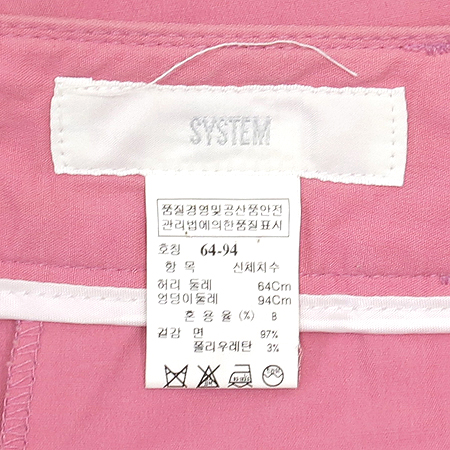 SYSTEM
품질경영및공산품안전
관리법에의한품질표시
호칭 64-94
항 목 신체치수
허리 둘레 64Cm
엉덩이둘레 94Cm
혼 용 율 (%) B
겉감 면 97%
폴리우레탄 3%